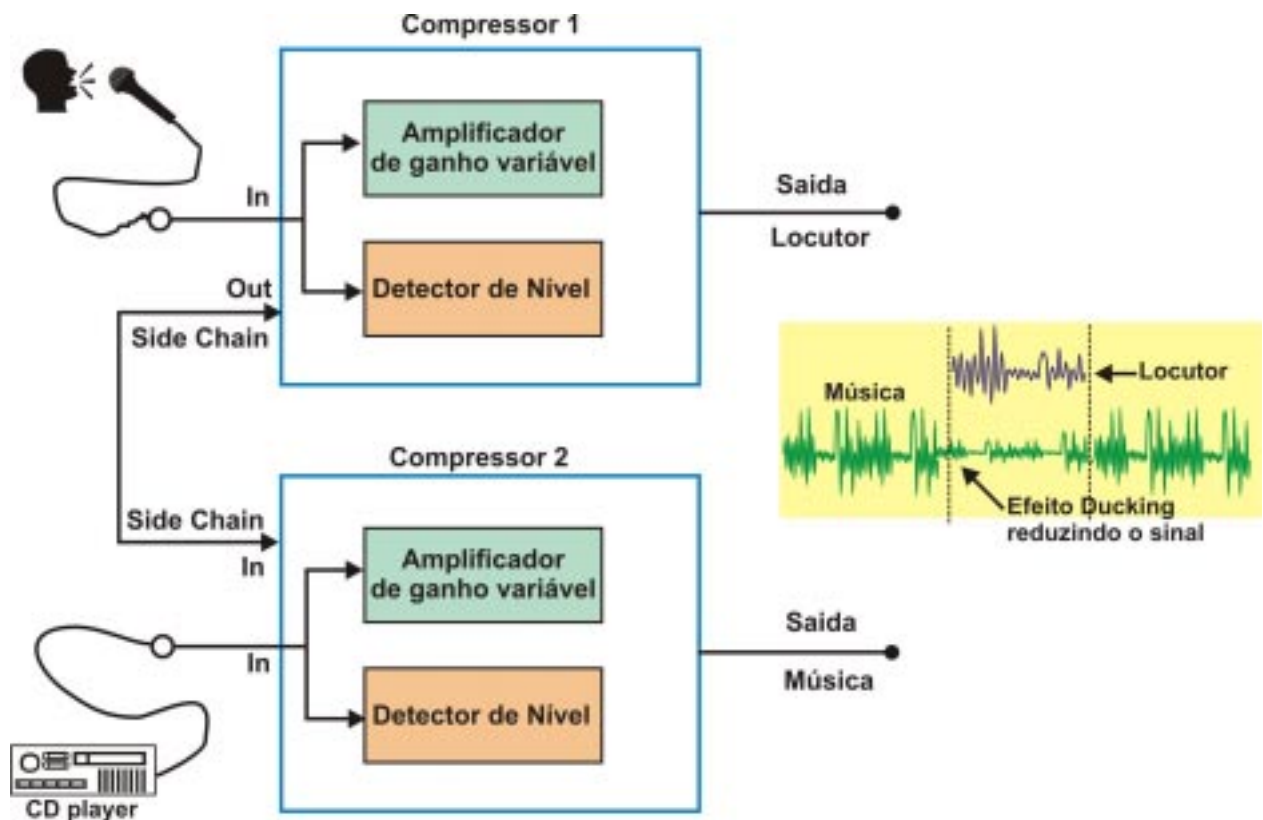 Compressor 1
Amplificador
de ganho variável
In
Detector de Nível
Out
Side Chain
Saida
Locutor
Música
Locutor
Efeito Ducking
reduzindo o sinal
Compressor 2
Side Chain
In
Amplificador
de ganho variável
In
Detector de Nível
Saida
Música
CD player